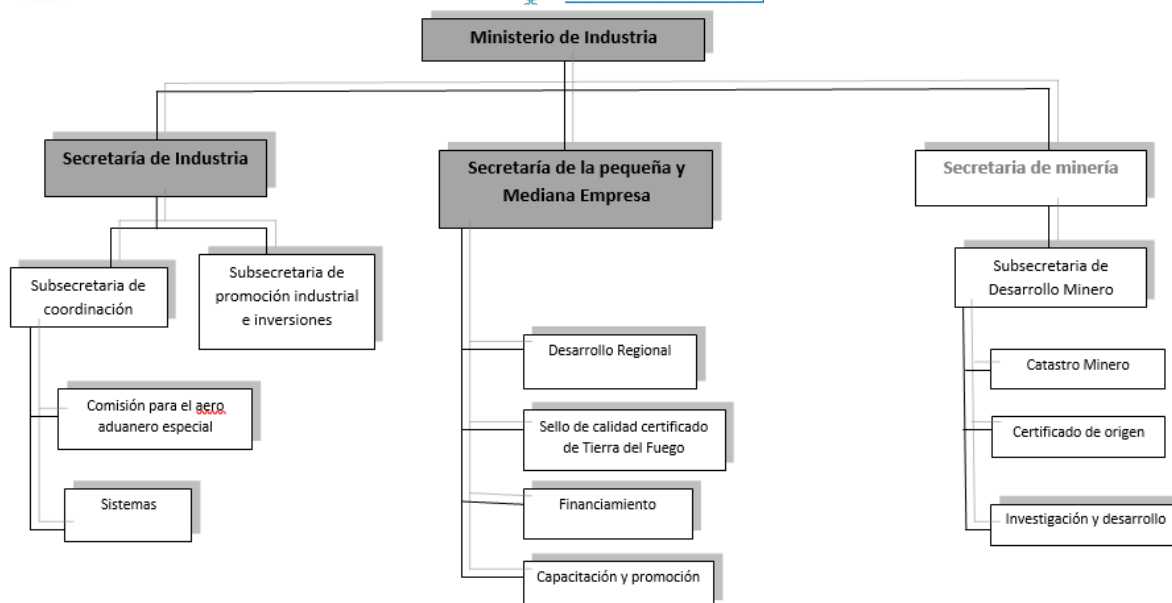 Ministerio de Industria
Secretaría de Industria
Secretaría de la pequeña y
Mediana Empresa
Secretaria de minería
Subsecretaria de
coordinación
Subsecretaria de
promoción industrial
e inversiones
Subsecretaria de
Desarrollo Minero
Comisión para el aero
aduanero especial
Sistemas
Desarrollo Regional
Sello de calidad certificado
de Tierra del Fuego
Financiamiento
Capacitación y promoción
Catastro Minero
Certificado de origen
Investigación y desarrollo